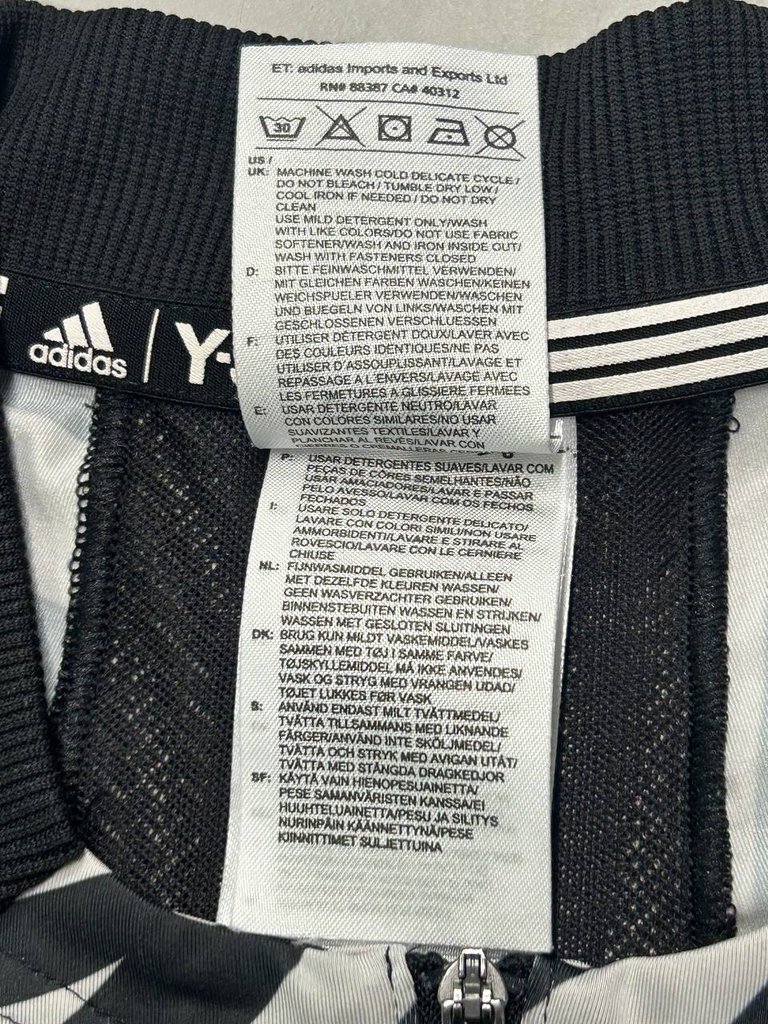 ET: adidas Imports and Exports Ltd
RN# 88387 CA# 40312
30
US /
UK: MACHINE WASH COLD DELICATE CYCLE /
DO NOT BLEACH / TUMBLE DRY LOW /
COOL IRON IF NEEDED / DO NOT DRY
CLEAN
USE MILD DETERGENT ONLY/WASH
WITH LIKE COLORS/DO NOT USE FABRIC
SOFTENER/WASH AND IRON INSIDE OUT/
WASH WITH FASTENERS CLOSED
D: BITTE FEINWASCHMITTEL VERWENDEN/
MIT GLEICHEN FARBEN WASCHEN/KEINEN
WEICHSPUELER VERWENDEN/WASCHEN
UND BUEGELN VON LINKS/WASCHEN MIT
GESCHLOSSENEN VERSCHLUESSEN
F: UTILISER DÉTERGENT DOUX/LAVER AVEC
DES COULEURS IDENTIQUES/NE PAS
UTILISER D'ASSOUPLISSANT/LAVAGE ET
REPASSAGE A L'ENVERS/LAVAGE AVEC
LES FERMETURES A GLISSIERE FERMEES
E: USAR DETERGENTE NEUTRO/LAVAR
CON COLORES SIMILARES/NO USAR
SUAVIZANTES TEXTILES/LAVAR Y
PLANCHAR AL REVÉS/LAVAR CON
adidas Y-
P: USAR DETERGENTES SUAVES/LAVAR COM
PEÇAS DE CÔRES SEMELHANTES/NÃO
USAR AMACIADORES/LAVAR E PASSAR
PELO AVESSO/LAVAR COM OS FECHOS
FECHADOS
I: USARE SOLO DETERGENTE DELICATO/
LAVARE CON COLORI SIMILI/NON USARE
AMMORBIDENTI/LAVARE E STIRARE AL
ROVESCIO/LAVARE CON LE CERNIERE
CHIUSE
NL: FIJNWASMIDDEL GEBRUIKEN/ALLEEN
MET DEZELFDE KLEUREN WASSEN/
GEEN WASVERZACHTER GEBRUIKEN/
BINNENSTEBUITEN WASSEN EN STRIJKEN/
WASSEN MET GESLOTEN SLUITINGEN
DK: BRUG KUN MILDT VASKEMIDDEL/VASKES
SAMMEN MED TØJ I SAMME FARVE/
TØJSKYLLEMIDDEL MÅ IKKE ANVENDES/
VASK OG STRYG MED VRANGEN UDAD/
TØJET LUKKES FØR VASK
S: ANVÄND ENDAST MILT TVÄTTMEDEL/
TVÄTTA TILLSAMMANS MED LIKNANDE
FÄRGER/ANVÄND INTE SKÖLJMEDEL/
TVÄTTA OCH STRYK MED AVIGAN UTÅT/
TVÄTTA MED STÄNGDA DRAGKEDJOR
SF: KÄYTÄ VAIN HIENOPESUAINETTA/
PESE SAMANVÄRISTEN KANSSA/EI
HUUHTELUAINETTA/PESU JA SILITYS
NURINPÄIN KÄÄNNETTYNÄ/PESE
KIINNITTIMET SULJETTUINA